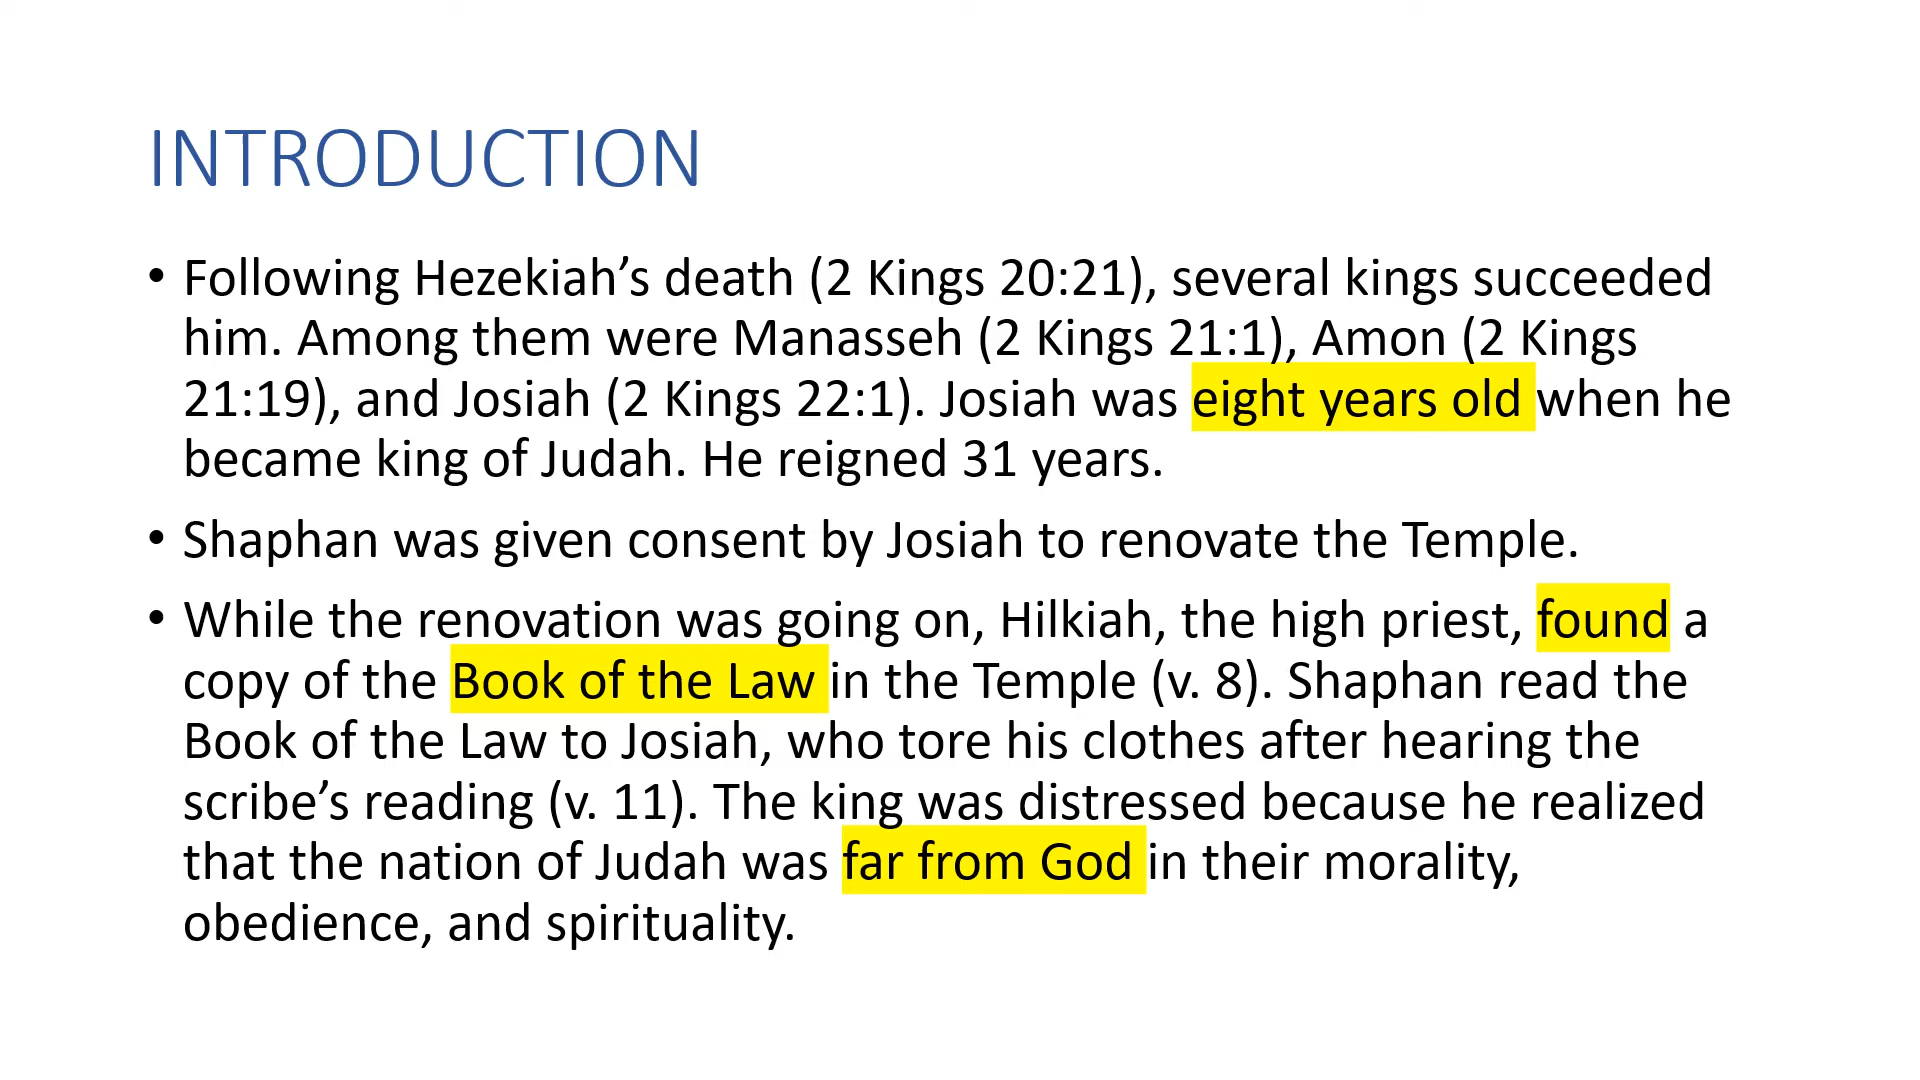 INTRODUCTION
• Following Hezekiah’s death (2 Kings 20:21), several kings succeeded
him. Among them were Manasseh (2 Kings 21:1), Amon (2 Kings
21:19), and Josiah (2 Kings 22:1). Josiah was eight years old when he
became king of Judah. He reigned 31 years.
• Shaphan was given consent by Josiah to renovate the Temple.
• While the renovation was going on, Hilkiah, the high priest, found a
copy of the Book of the Law in the Temple (v. 8). Shaphan read the
Book of the Law to Josiah, who tore his clothes after hearing the
scribe’s reading (v. 11). The king was distressed because he realized
that the nation of Judah was far from God in their morality,
obedience, and spirituality.